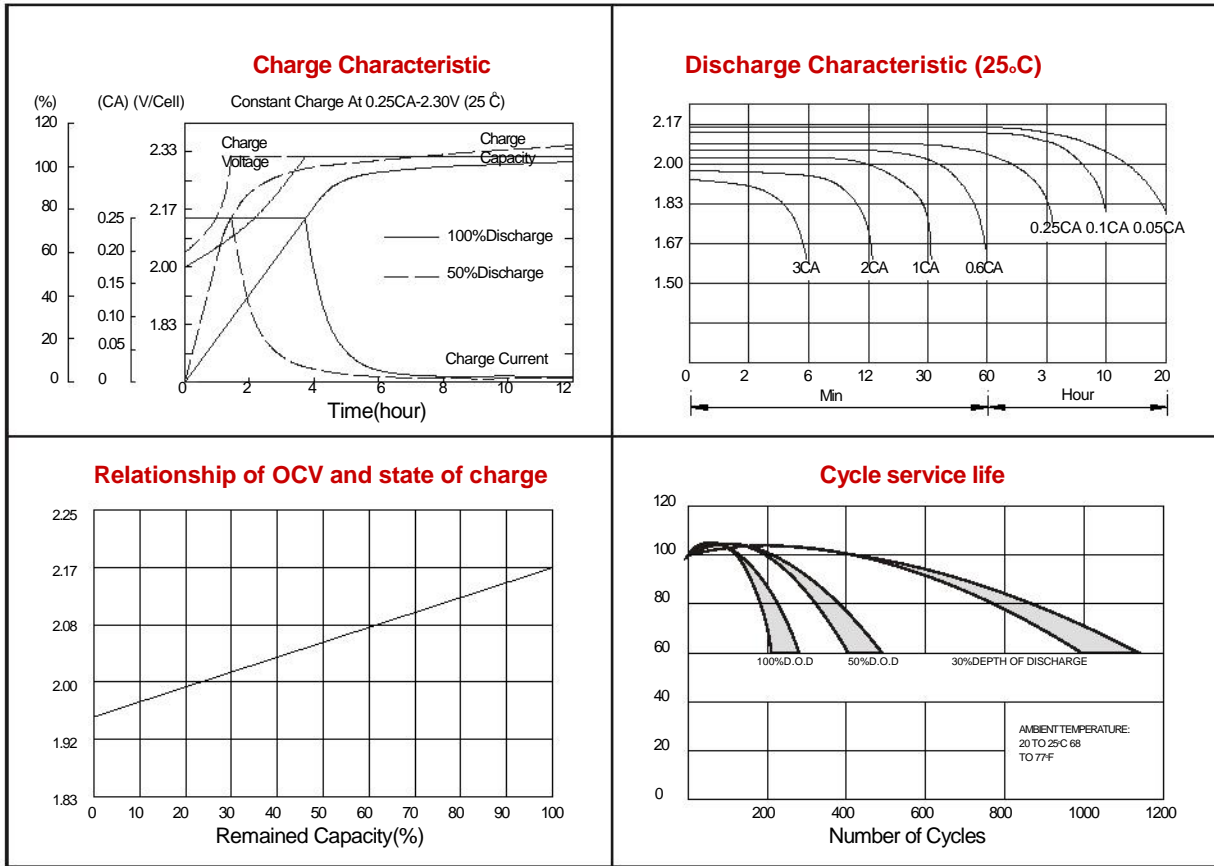 Charge Characteristic
(%) (CA) (V/Cell) Constant Charge At 0.25CA-2.30V (25 C̊)
120
100
80
60
40
20
0
0.25
0.20
0.15
0.10
0.05
0
2.33
2.17
2.00
1.83
Charge
Voltage
Charge
Capacity
100%Discharge
50%Discharge
Charge Current
0 2 4 6 8 10 12
Time(hour)
Discharge Characteristic (25oC)
2.17
2.00
1.83
1.67
1.50
0.25CA 0.1CA 0.05CA
3CA 2CA 1CA 0.6CA
0 2 6 12 30 60 3 10 20
Min Hour
Relationship of OCV and state of charge
2.25
2.17
2.08
2.00
1.92
1.83
0 10 20 30 40 50 60 70 80 90 100
Remained Capacity(%)
Cycle service life
120
100
80
60
40
20
0
100%D.O.D 50%D.O.D 30%DEPTH OF DISCHARGE
AMBIENT TEMPERATURE:
20 TO 25°C 68
TO 77°F
200 400 600 800 1000 1200
Number of Cycles